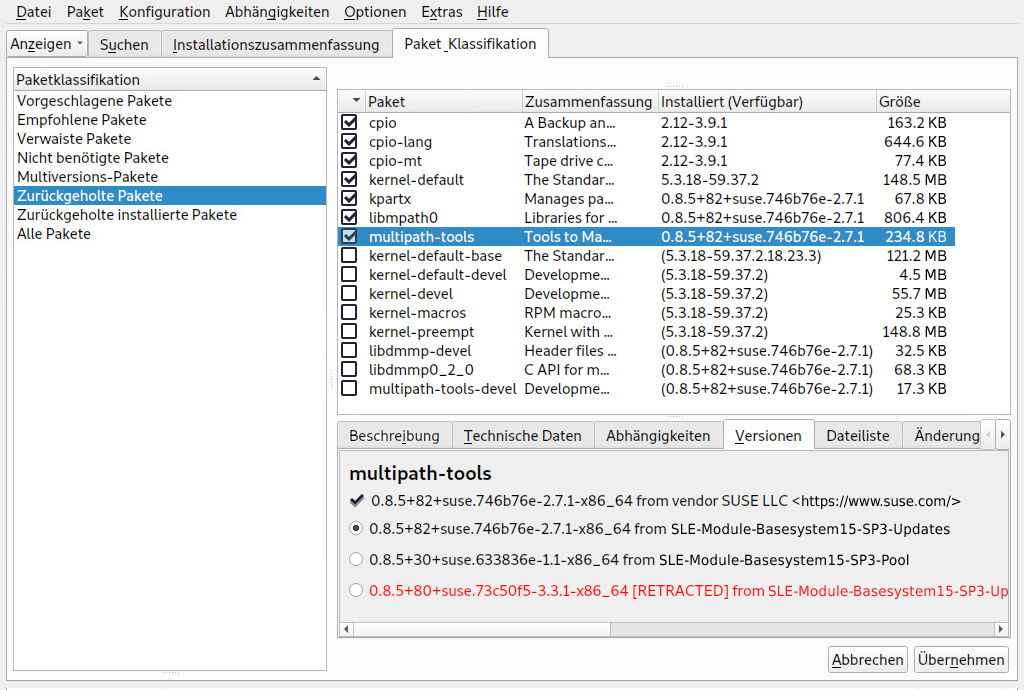 Datei Paket Konfiguration Abhängigkeiten Optionen Extras Hilfe
Anzeigen Suchen Installationszusammenfassung Paket_Klassifikation
Paketklassifikation
Vorgeschlagene Pakete
Empfohlene Pakete
Verwaiste Pakete
Nicht benötigte Pakete
Multiversions-Pakete
Zurückgeholte Pakete
Zurückgeholte installierte Pakete
Alle Pakete
Paket Zusammenfassung Installiert (Verfügbar) Größe
cpio A Backup an... 2.12-3.9.1 163.2 KB
cpio-lang Translations... 2.12-3.9.1 644.6 KB
cpio-mt Tape drive c... 2.12-3.9.1 77.4 KB
kernel-default The Standar... 5.3.18-59.37.2 148.5 MB
kpartx Manages pa... 0.8.5+82+suse.746b76e-2.7.1 67.8 KB
libmpath0 Libraries for ... 0.8.5+82+suse.746b76e-2.7.1 806.4 KB
multipath-tools Tools to Ma... 0.8.5+82+suse.746b76e-2.7.1 234.8 KB
kernel-default-base The Standar... (5.3.18-59.37.2.18.23.3) 121.2 MB
kernel-default-devel Developme... (5.3.18-59.37.2) 4.5 MB
kernel-devel Developme... (5.3.18-59.37.2) 55.7 MB
kernel-macros RPM macro... (5.3.18-59.37.2) 25.3 KB
kernel-preempt Kernel with ... (5.3.18-59.37.2) 148.8 MB
libdmmp-devel Header files ... (0.8.5+82+suse.746b76e-2.7.1) 32.5 KB
libdmmp0_2_0 C API for m... (0.8.5+82+suse.746b76e-2.7.1) 68.3 KB
multipath-tools-devel Developme... (0.8.5+82+suse.746b76e-2.7.1) 17.3 KB
Beschreibung Technische Daten Abhängigkeiten Versionen Dateiliste Änderung
multipath-tools
0.8.5+82+suse.746b76e-2.7.1-x86_64 from vendor SUSE LLC <https://www.suse.com/>
0.8.5+82+suse.746b76e-2.7.1-x86_64 from SLE-Module-Basesystem15-SP3-Updates
0.8.5+30+suse.633836e-1.1-x86_64 from SLE-Module-Basesystem15-SP3-Pool
0.8.5+80+suse.73c50f5-3.3.1-x86_64 [RETRACTED] from SLE-Module-Basesystem15-SP3-Up
Abbrechen Übernehmen